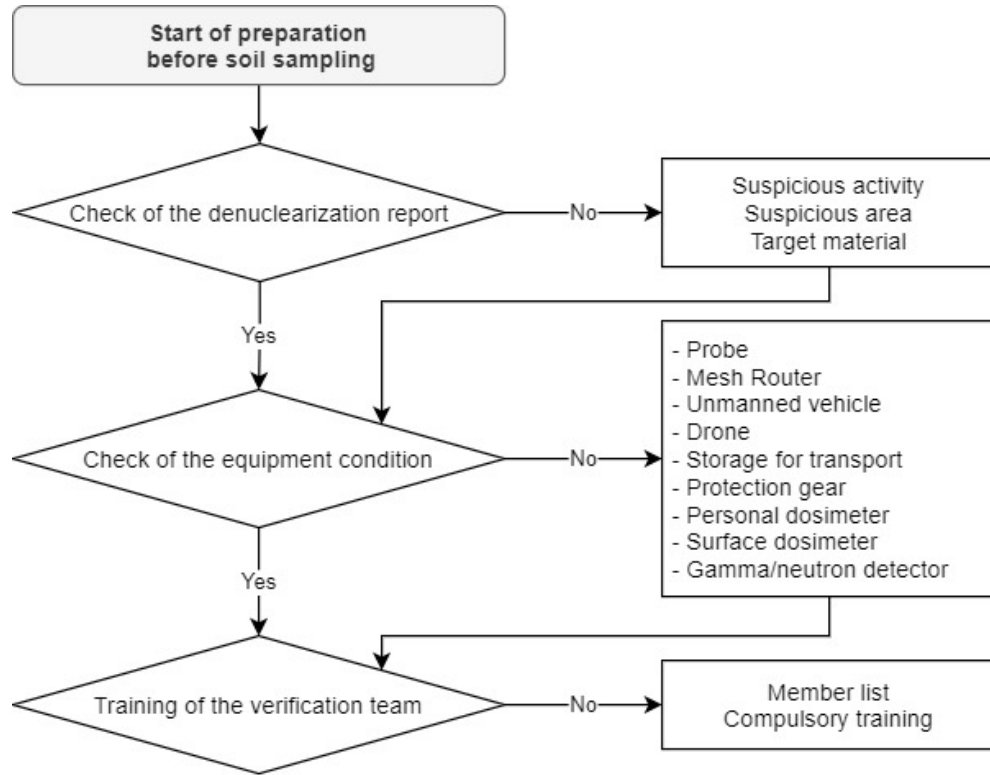 Start of preparation
before soil sampling
Check of the denuclearization report
No
Suspicious activity
Suspicious area
Target material
Yes
Check of the equipment condition
No
- Probe
- Mesh Router
- Unmanned vehicle
- Drone
- Storage for transport
- Protection gear
- Personal dosimeter
- Surface dosimeter
- Gamma/neutron detector
Yes
Training of the verification team
No
Member list
Compulsory training